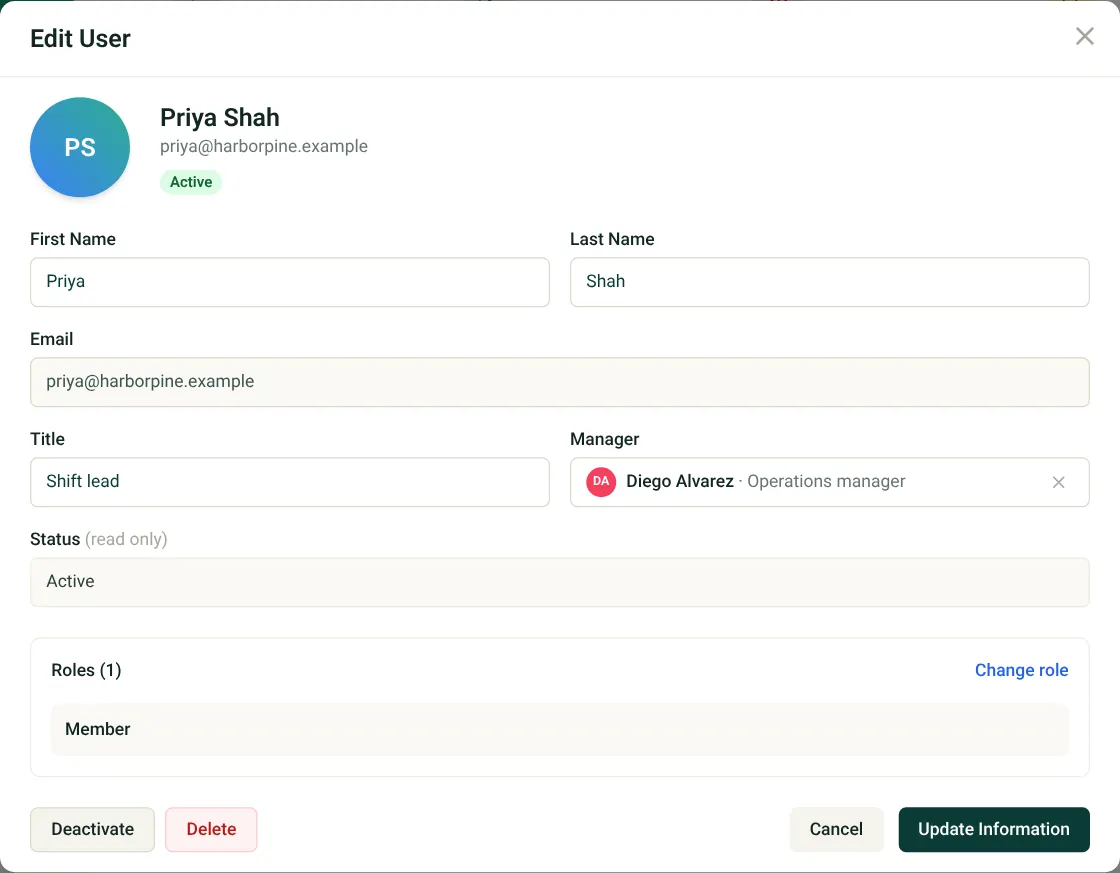 Edit User
PS
Priya Shah
priya@harborpine.example
Active
First Name
Last Name
Priya
Shah
Email
priya@harborpine.example
Title
Manager
Shift lead
DA Diego Alvarez · Operations manager
Status (read only)
Active
Roles (1)
Change role
Member
Deactivate
Delete
Cancel
Update Information